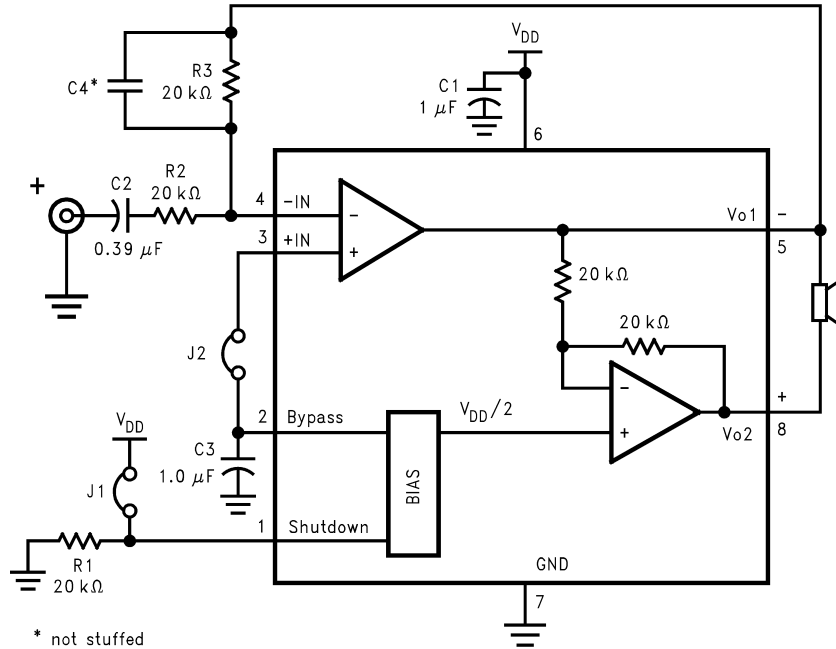 V_DD
C1
1 μF
6
R3
20 kΩ
C4*
+
C2
0.39 μF
R2
20 kΩ
4
-IN
3
+IN
-
+
Vo1
-
5
20 kΩ
20 kΩ
J2
2
Bypass
V_DD/2
-
+
+
8
Vo2
V_DD
C3
1.0 μF
BIAS
J1
1
Shutdown
R1
20 kΩ
GND
7
* not stuffed